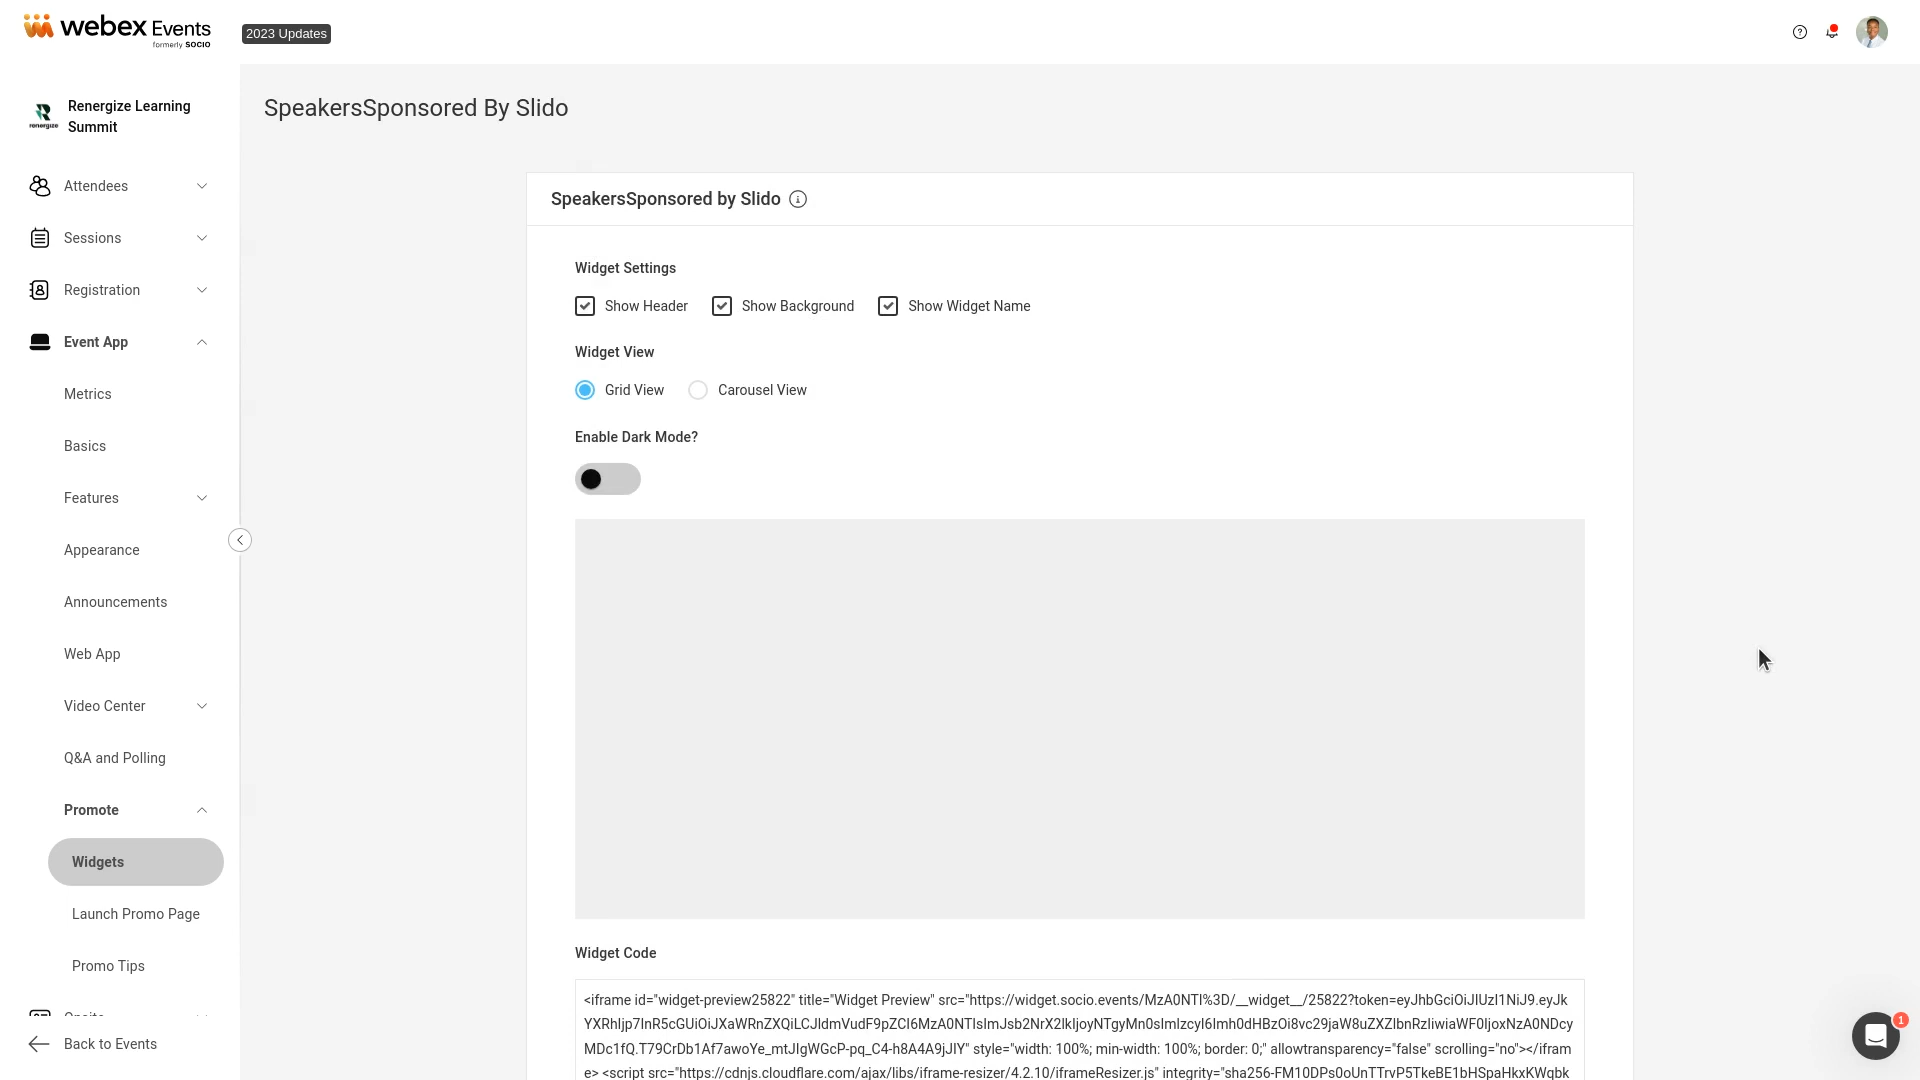 webex Events
formerly SOCIO
2023 Updates
Renergize Learning
Summit
renergize
SpeakersSponsored By Slido
Attendees
Sessions
Registration
Event App
Metrics
Basics
Features
Appearance
Announcements
Web App
Video Center
Q&A and Polling
Promote
Widgets
Launch Promo Page
Promo Tips
Onsite
Back to Events
SpeakersSponsored by Slido
Widget Settings
Show Header
Show Background
Show Widget Name
Widget View
Grid View
Carousel View
Enable Dark Mode?
Widget Code
<iframe id="widget-preview25822" title="Widget Preview" src="https://widget.socio.events/MzA0NTI%3D/__widget__/25822?token=eyJhbGciOiJIUzI1NiJ9.eyJk
YXRhIjp7InR5cGUiOiJXaWRnZXQiLCJldmVudF9pZCI6MzA0NTIsImJsb2NrX2lkIjoyNTgyMn0sImlzcyI6Imh0dHBzOi8vc29jaW8uZXZlbnRzIiwiaWF0IjoxNzA0NDcy
MDc1fQ.T79CrDb1Af7awoYe_mtJIgWGcP-pq_C4-h8A4A9jJIY" style="width: 100%; min-width: 100%; border: 0;" allowtransparency="false" scrolling="no"></ifram
e> <script src="https://cdnjs.cloudflare.com/ajax/libs/iframe-resizer/4.2.10/iframeResizer.js" integrity="sha256-FM10DPs0oUnTTrvP5TkeBE1bHSpaHkxKWqbk
1